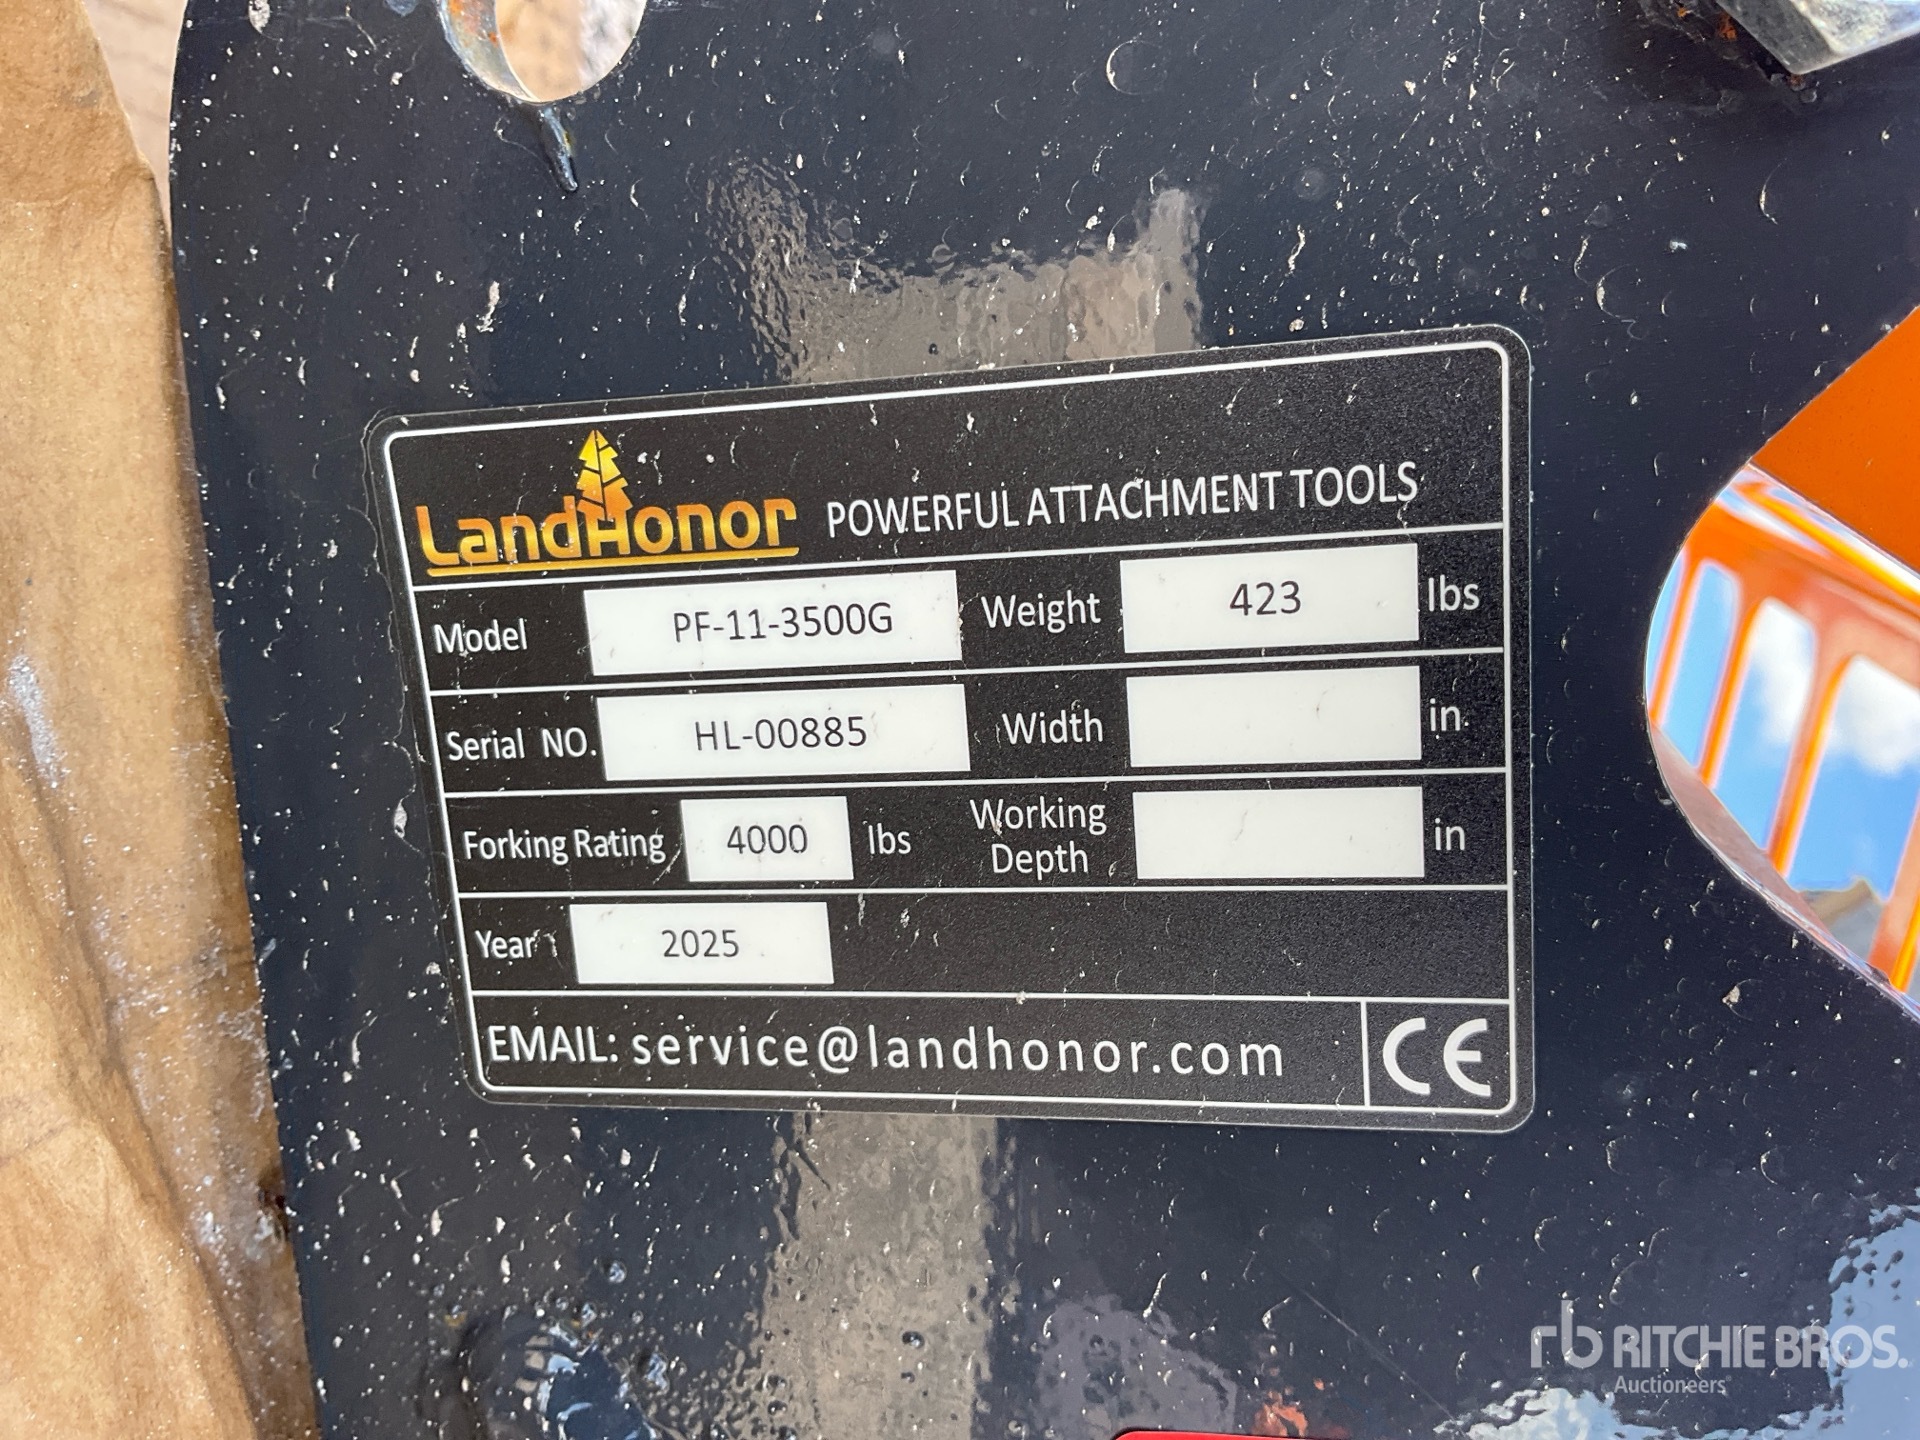 LandHonor POWERFUL ATTACHMENT TOOLS
Model PF-11-3500G Weight 423 lbs
Serial NO. HL-00885 Width in
Forking Rating 4000 lbs Working Depth in
Year 2025
EMAIL: service@landhonor.com CE
rb RITCHIE BROS.
Auctioneers